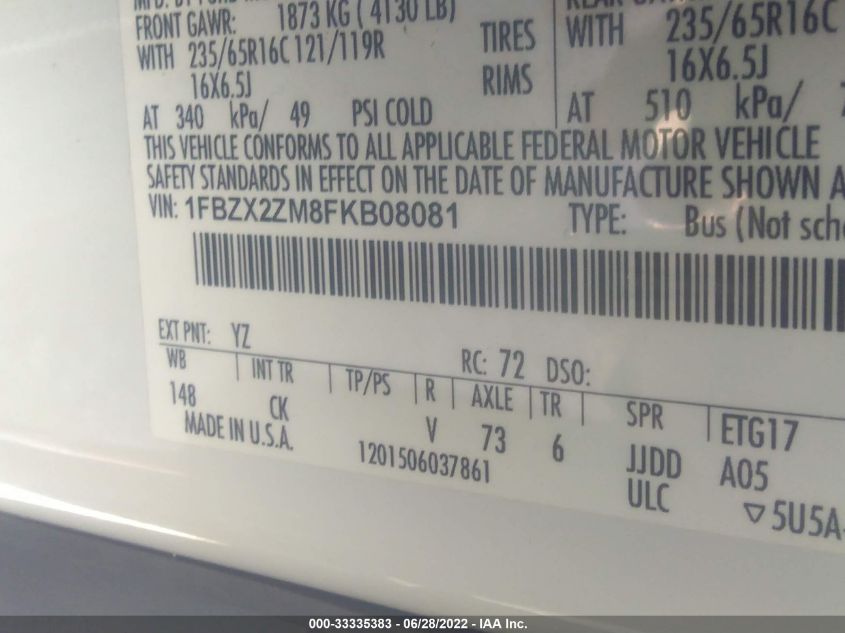 FRONT GAWR: 1873 KG ( 4130 LB)
WITH 235/65R16C 121/119R TIRES WITH 235/65R16C
16X6.5J RIMS 16X6.5J
AT 340 kPa/ 49 PSI COLD AT 510 kPa/
THIS VEHICLE CONFORMS TO ALL APPLICABLE FEDERAL MOTOR VEHICLE
SAFETY STANDARDS IN EFFECT ON THE DATE OF MANUFACTURE SHOWN
VIN: 1FBZX2ZM8FKB08081 TYPE: Bus (Not
EXT PNT: YZ RC: 72 DSO:
WB INT TR TP/PS R AXLE TR SPR ETG17
148 CK V 73 6 JJDD A05
MADE IN U.S.A. 1201506037861 ULC ▽5U5A
000-33335383 - 06/28/2022 - IAA Inc.